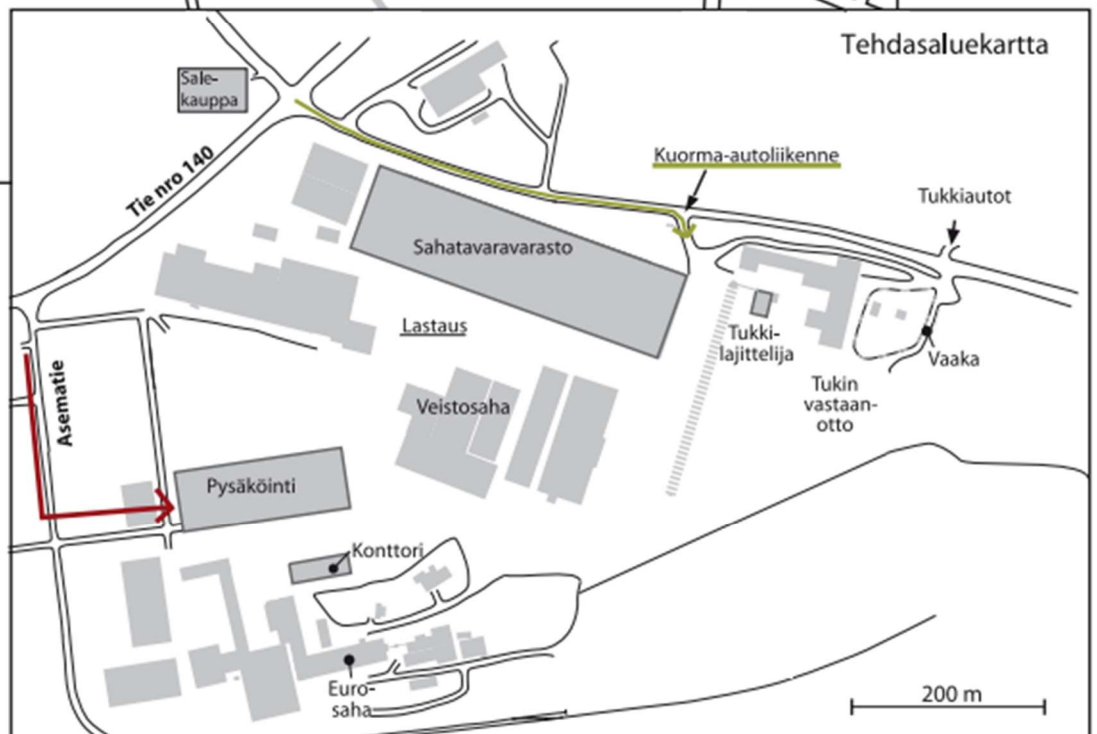 Tehdasaluekartta
Sale-
kauppa
Tie nro 140
Kuorma-autoliikenne
Tukkiautot
Sahatavaravarasto
Lastaus
Tukki-
lajittelija
Vaaka
Tukin
vastaan-
otto
Asematie
Veistosaha
Pysäköinti
Konttori
Euro-
saha
200 m